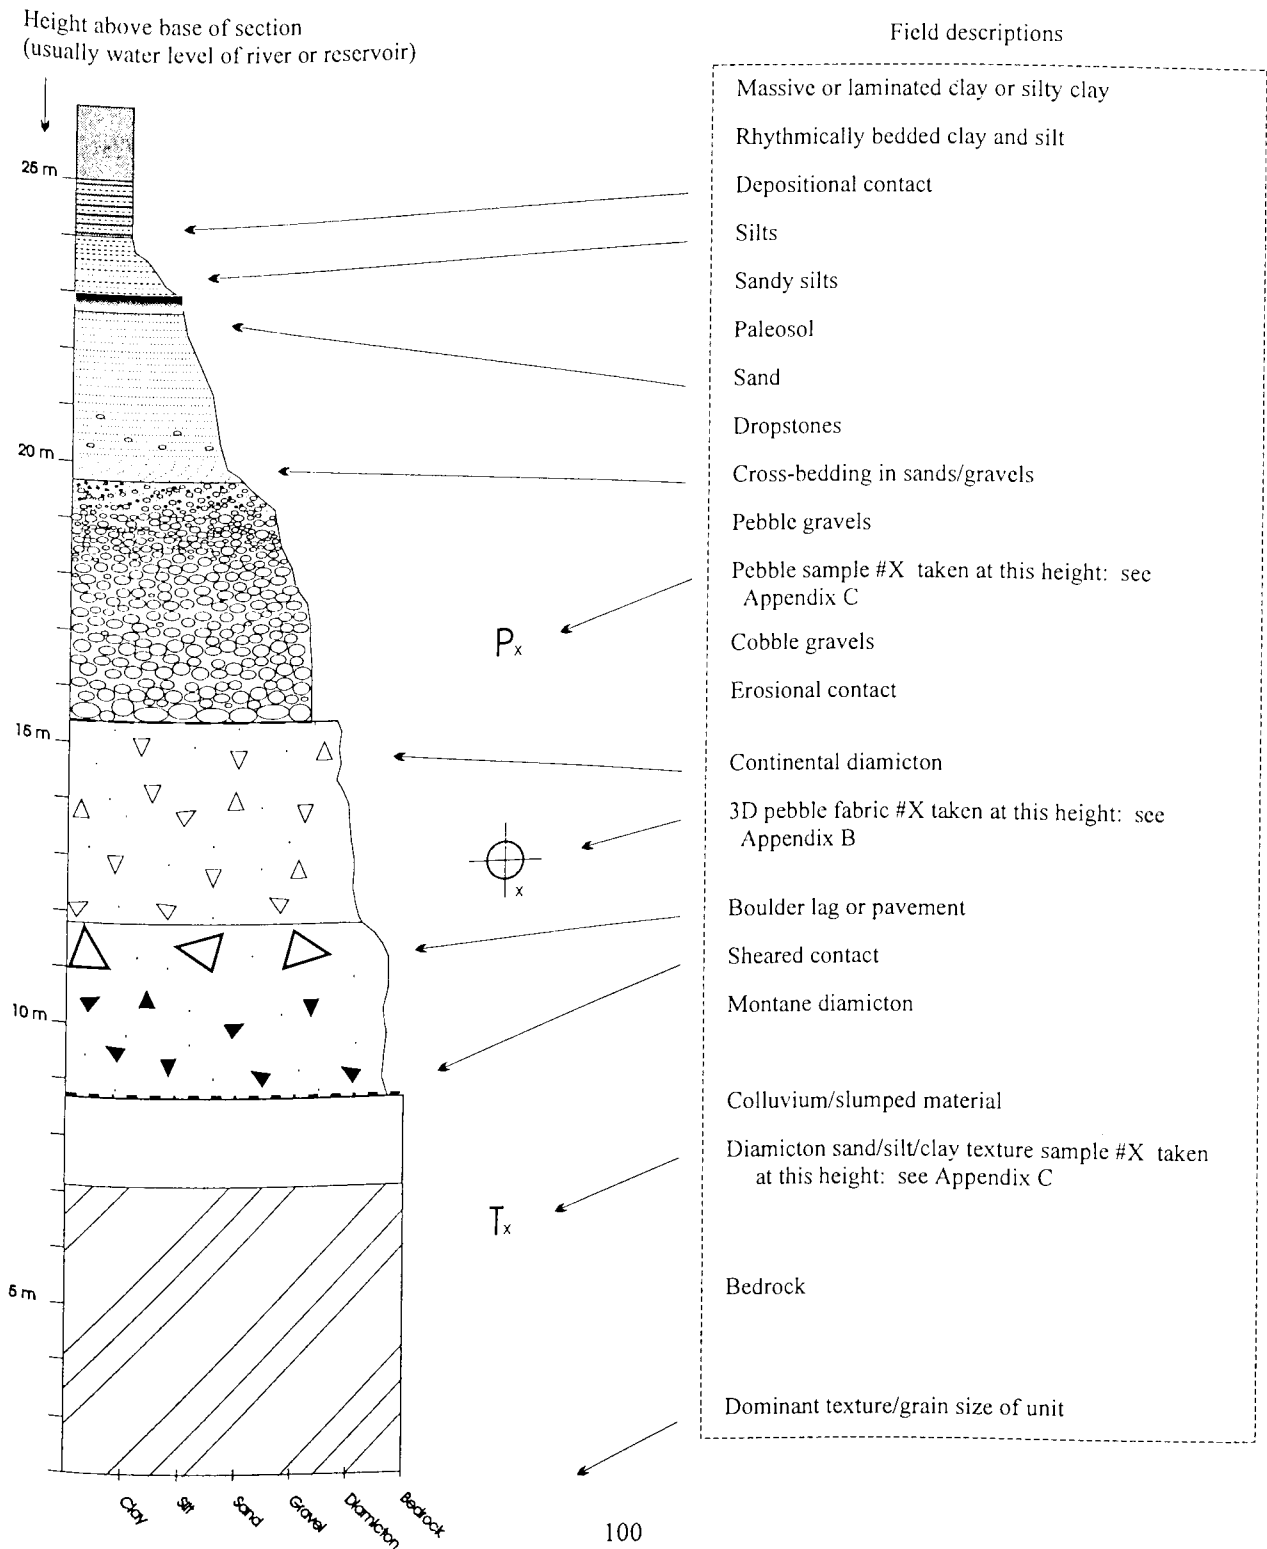 Height above base of section
(usually water level of river or reservoir)
Field descriptions
Massive or laminated clay or silty clay
Rhythmically bedded clay and silt
Depositional contact
Silts
Sandy silts
Paleosol
Sand
Dropstones
Cross-bedding in sands/gravels
Pebble gravels
Pebble sample #X taken at this height: see
Appendix C
Cobble gravels
Erosional contact
Continental diamicton
3D pebble fabric #X taken at this height: see
Appendix B
Boulder lag or pavement
Sheared contact
Montane diamicton
Colluvium/slumped material
Diamicton sand/silt/clay texture sample #X taken
at this height: see Appendix C
Bedrock
Dominant texture/grain size of unit
25 m
20 m
15 m
10 m
5 m
Px
x
Tx
Clay
Silt
Sand
Gravel
Diamicton
Bedrock
100